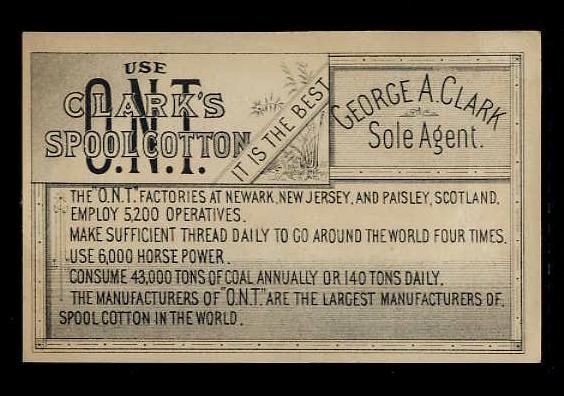 USE
CLARK'S
O.N.T.
SPOOL COTTON
IT IS THE BEST
GEORGE A. CLARK
Sole Agent.
THE "O.N.T." FACTORIES AT NEWARK, NEW JERSEY, AND PAISLEY, SCOTLAND,
EMPLOY 5,200 OPERATIVES.
MAKE SUFFICIENT THREAD DAILY TO GO AROUND THE WORLD FOUR TIMES.
USE 6,000 HORSE POWER.
CONSUME 43,000 TONS OF COAL ANNUALLY OR 140 TONS DAILY.
THE MANUFACTURERS OF "O.N.T." ARE THE LARGEST MANUFACTURERS OF
SPOOL COTTON IN THE WORLD.